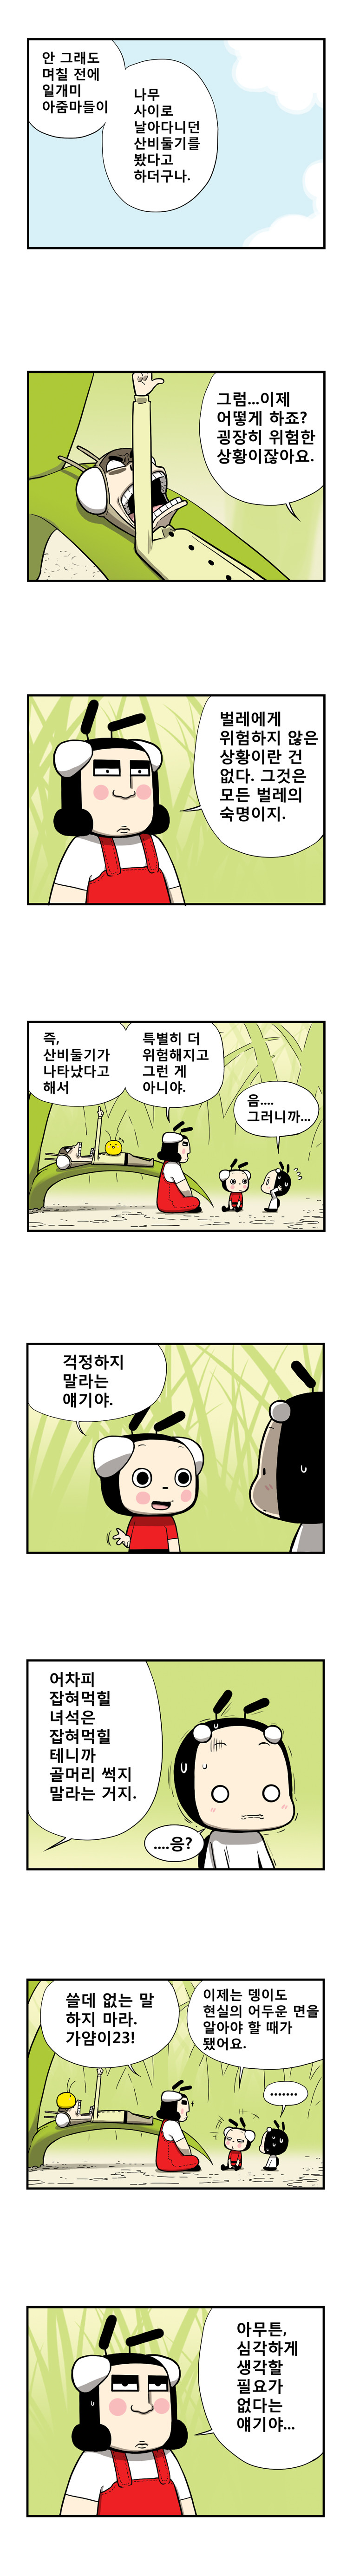 안 그래도
며칠 전에
일개미
아줌마들이
나무
사이로
날아다니던
산비둘기를
봤다고
하더구나.
그럼...이제
어떻게 하죠?
굉장히 위험한
상황이잖아요.
벌레에게
위험하지 않은
상황이란 건
없다. 그것은
모든 벌레의
숙명이지.
즉,
산비둘기가
나타났다고
해서
특별히 더
위험해지고
그런 게
아니야.
음....
그러니까...
걱정하지
말라는
얘기야.
어차피
잡혀먹힐
녀석은
잡혀먹힐
테니까
골머리 썩지
말라는 거지.
....응?
쓸데 없는 말
하지 마라.
가얌이23!
이제는 뎅이도
현실의 어두운 면을
알아야 할 때가
됐어요.
.......
아무튼,
심각하게
생각할
필요가
없다는
얘기야...